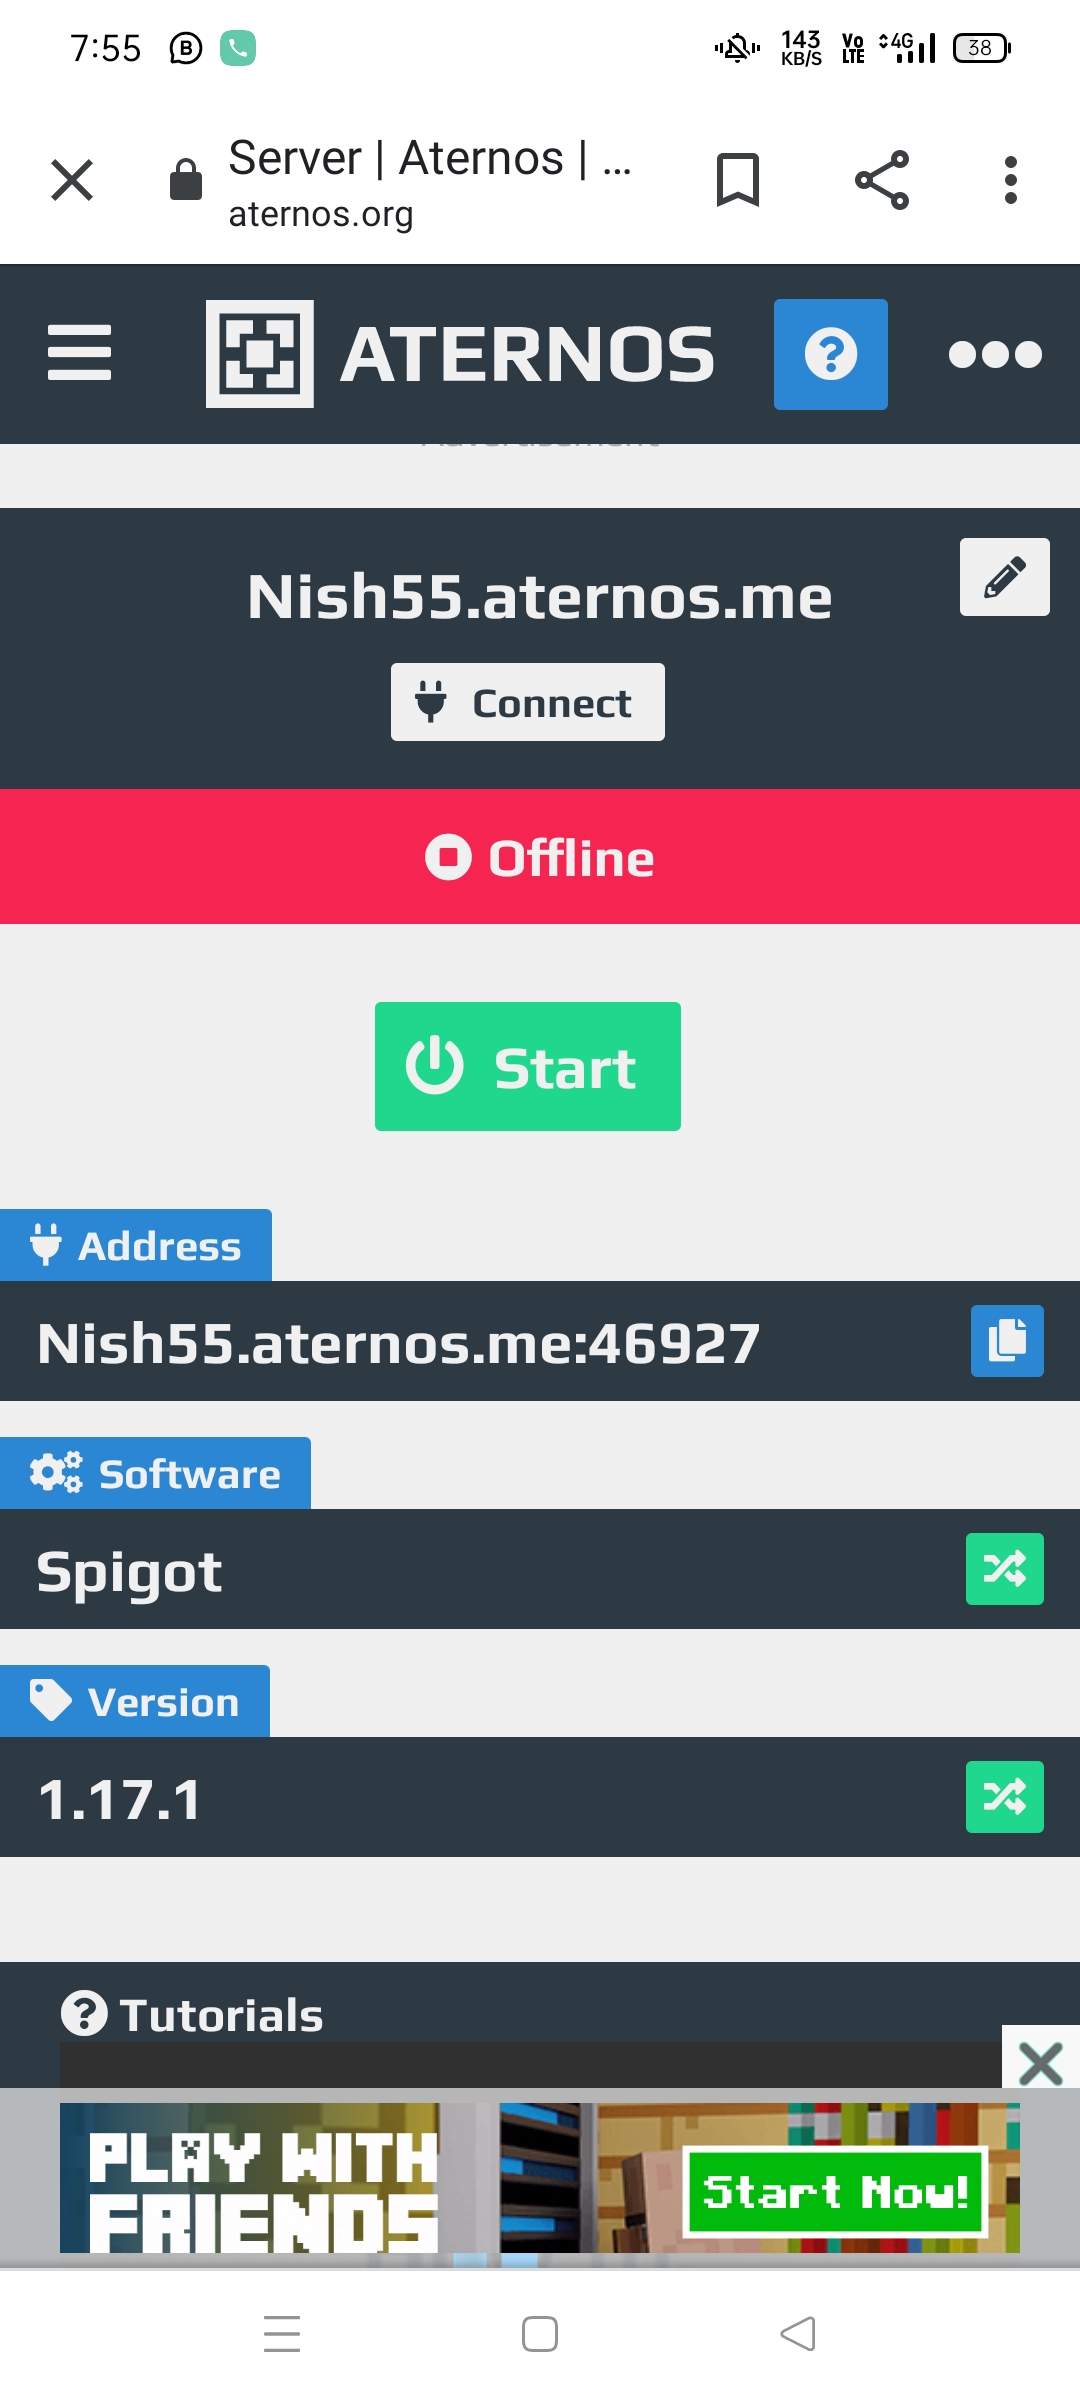 7:55
143
KB/S
Vo
LTE
4G
38
Server | Aternos | ...
aternos.org
ATERNOS
Advertisement
Nish55.aternos.me
Connect
Offline
Start
Address
Nish55.aternos.me:46927
Software
Spigot
Version
1.17.1
Tutorials
PLAY WITH
FRIENDS
Start Now!